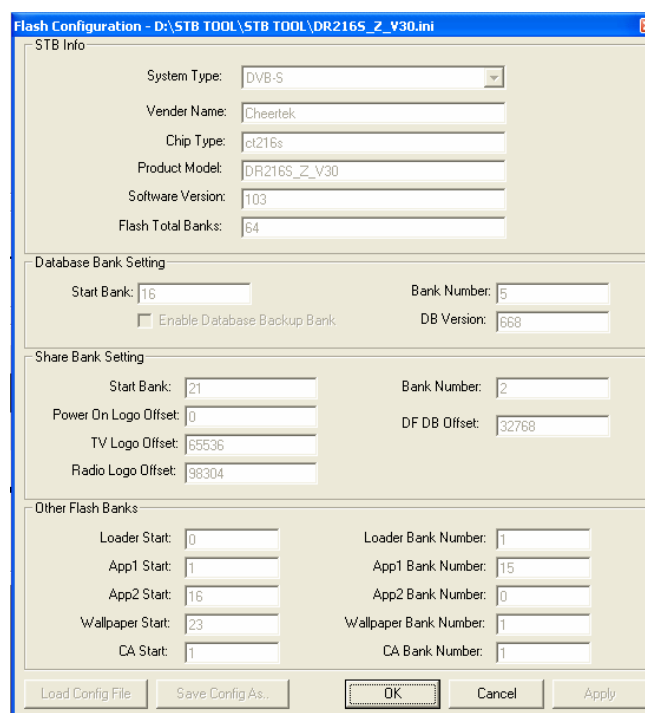 Flash Configuration - D:\STB TOOL\STB TOOL\DR216S_Z_V30.ini
STB Info
System Type: DVB-S
Vender Name: Cheertek
Chip Type: ct216s
Product Model: DR216S_Z_V30
Software Version: 103
Flash Total Banks: 64
Database Bank Setting
Start Bank: 16 Bank Number: 5
Enable Database Backup Bank DB Version: 668
Share Bank Setting
Start Bank: 21 Bank Number: 2
Power On Logo Offset: 0 DF DB Offset: 32768
TV Logo Offset: 65536
Radio Logo Offset: 98304
Other Flash Banks
Loader Start: 0 Loader Bank Number: 1
App1 Start: 1 App1 Bank Number: 15
App2 Start: 16 App2 Bank Number: 0
Wallpaper Start: 23 Wallpaper Bank Number: 1
CA Start: 1 CA Bank Number: 1
Load Config File Save Config As.. OK Cancel Apply